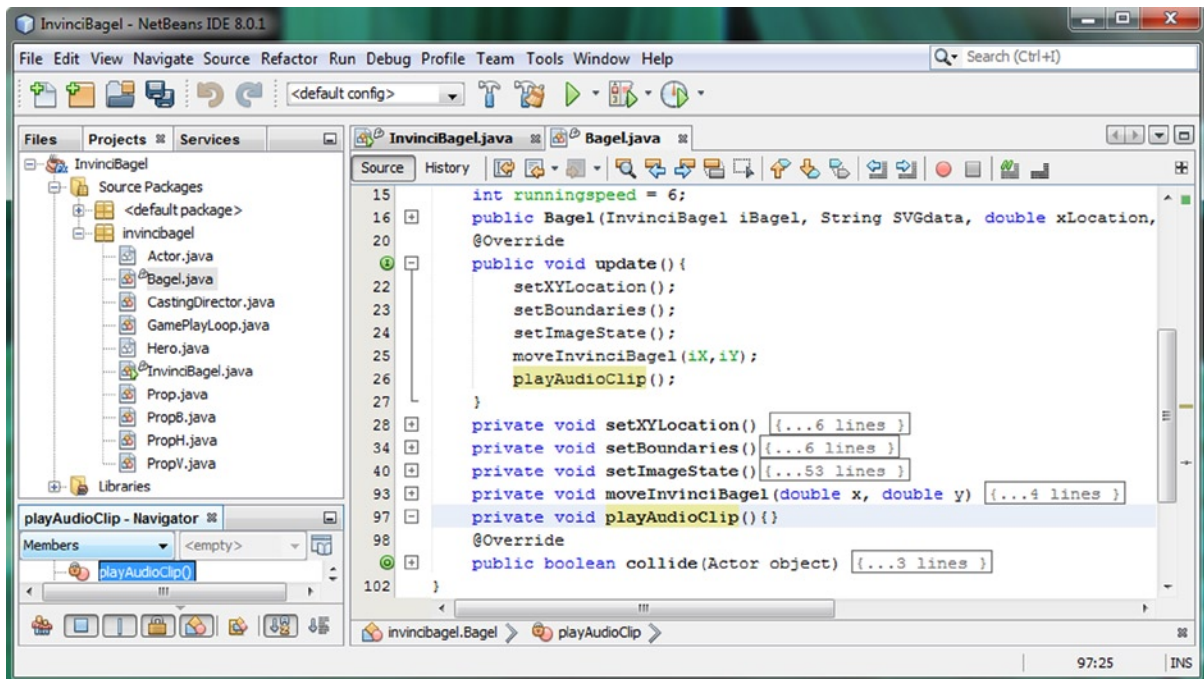 InvinciBagel - NetBeans IDE 8.0.1
File Edit View Navigate Source Refactor Run Debug Profile Team Tools Window Help
Search (Ctrl+I)
<default config>
Files Projects Services
InvinciBagel
Source Packages
<default package>
invincibagel
Actor.java
Bagel.java
CastingDirector.java
GamePlayLoop.java
Hero.java
InvinciBagel.java
Prop.java
PropB.java
PropH.java
PropV.java
Libraries
playAudioClip - Navigator
Members <empty>
playAudioClip()
InvinciBagel.java Bagel.java
Source History
15 int runningspeed = 6;
16 public Bagel(InvinciBagel iBagel, String SVGdata, double xLocation,
20 @Override
public void update(){
22 setXYLocation();
23 setBoundaries();
24 setImageState();
25 moveInvinciBagel(iX,iY);
26 playAudioClip();
27 }
28 private void setXYLocation() {...6 lines }
34 private void setBoundaries(){...6 lines }
40 private void setImageState(){...53 lines }
93 private void moveInvinciBagel(double x, double y) {...4 lines }
97 private void playAudioClip(){}
98 @Override
public boolean collide(Actor object) {...3 lines }
102 }
invincibagel.Bagel playAudioClip
97:25 INS